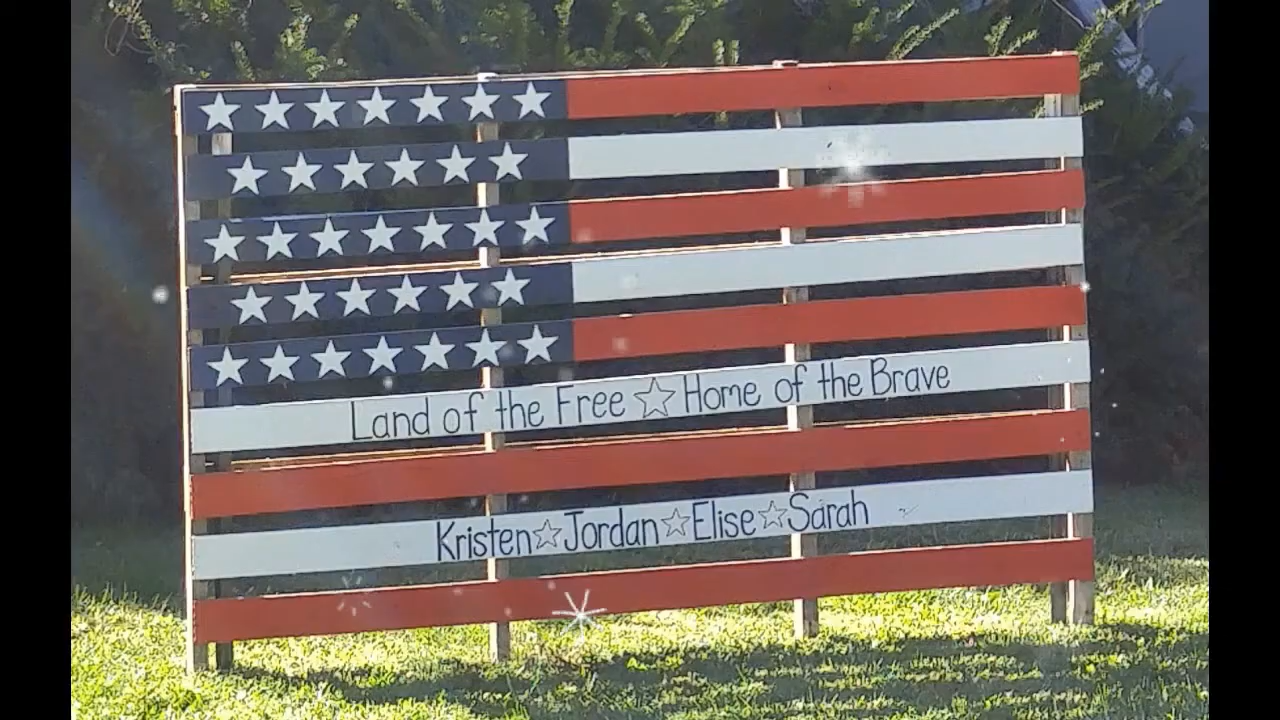 Land of the Free ☆ Home of the Brave
Kristen ☆ Jordan ☆ Elise ☆ Sarah